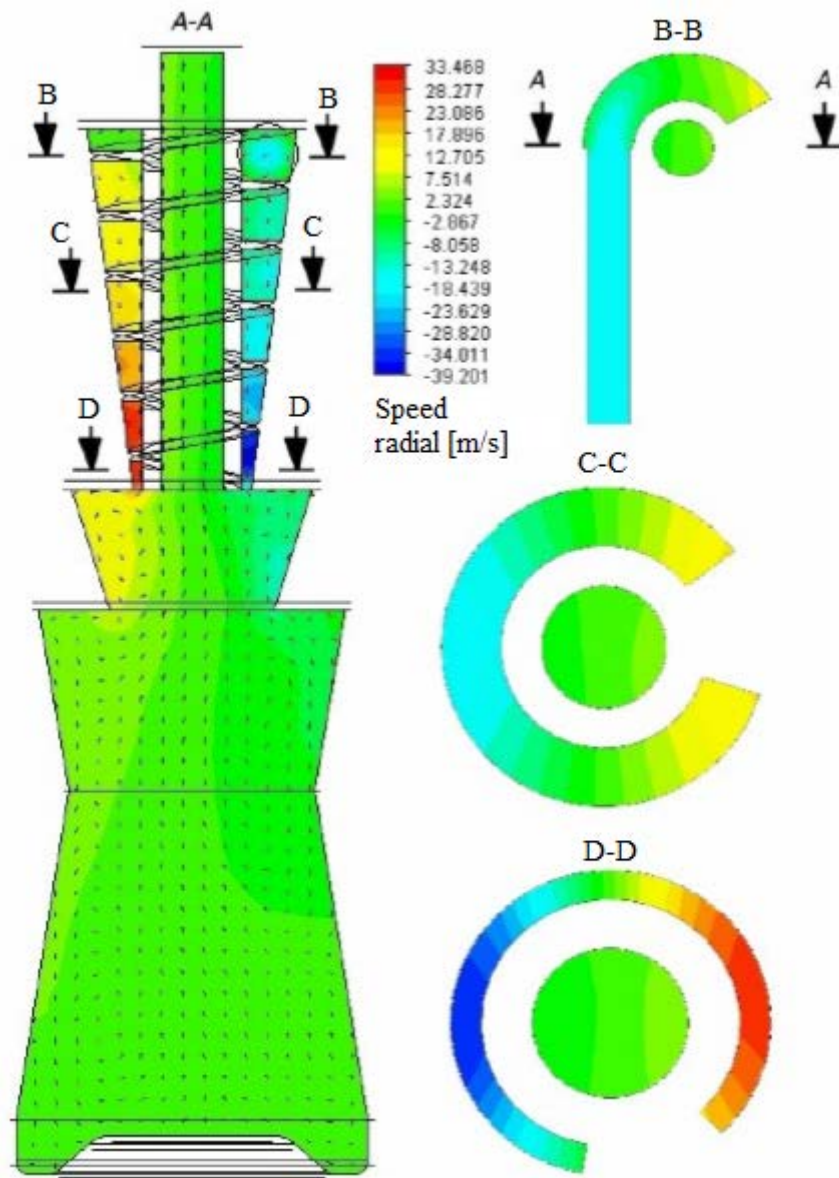 A-A
B-B
B
B
A
A
33.468
28.277
23.086
17.896
12.705
7.514
2.324
-2.867
-8.058
-13.248
-18.439
-23.629
-28.820
-34.011
-39.201
C
C
D
D
Speed
radial [m/s]
C-C
D-D